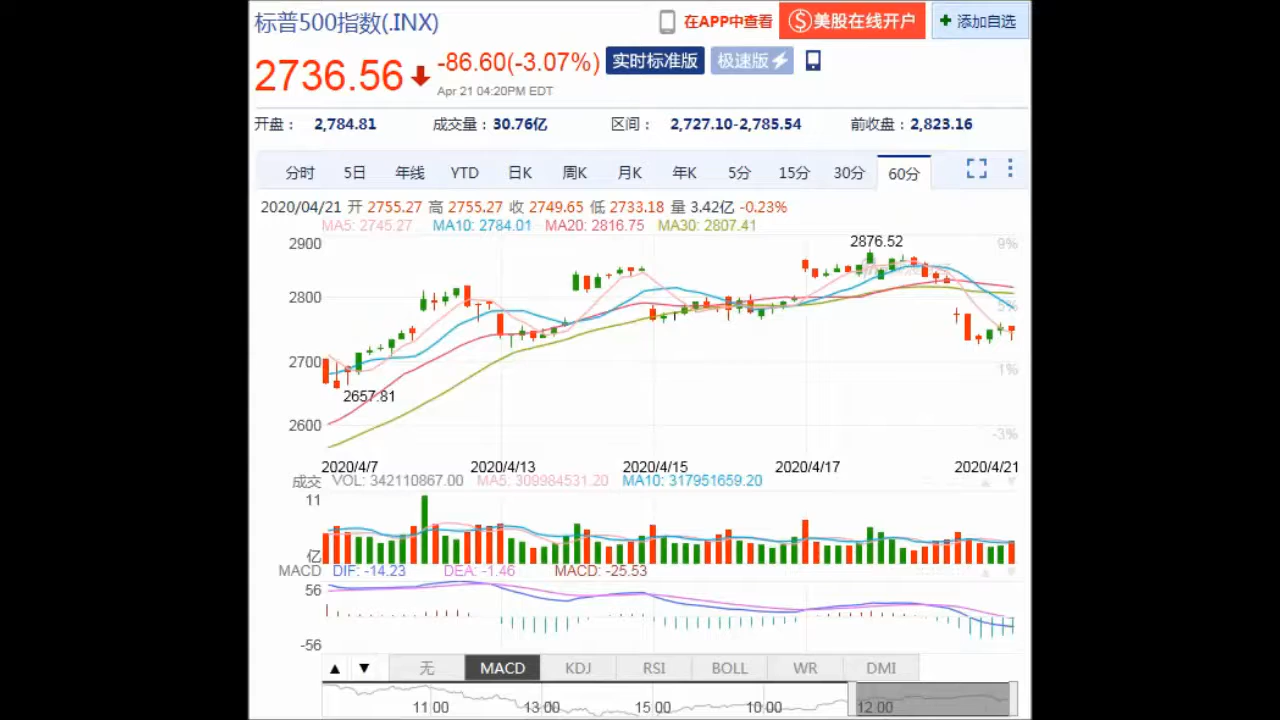 标普500指数(.INX) 在APP中查看 美股在线开户 添加自选
2736.56 -86.60(-3.07%) 实时标准版 极速版
Apr 21 04:20PM EDT
开盘： 2,784.81 成交量：30.76亿 区间： 2,727.10-2,785.54 前收盘：2,823.16
分时 5日 年线 YTD 日K 周K 月K 年K 5分 15分 30分 60分
2020/04/21 开 2755.27 高 2755.27 收 2749.65 低 2733.18 量 3.42亿 -0.23%
MA5: 2745.27 MA10: 2784.01 MA20: 2816.75 MA30: 2807.41
2900 2876.52 9%
2800 5%
2700 1%
2657.81
2600 -3%
2020/4/7 2020/4/13 2020/4/15 2020/4/17 2020/4/21
成交 VOL: 342110867.00 MA5: 309984531.20 MA10: 317951659.20
11
亿
MACD DIF: -14.23 DEA: -1.46 MACD: -25.53
56
-56
无 MACD KDJ RSI BOLL WR DMI
11:00 13:00 15:00 10:00 12:00